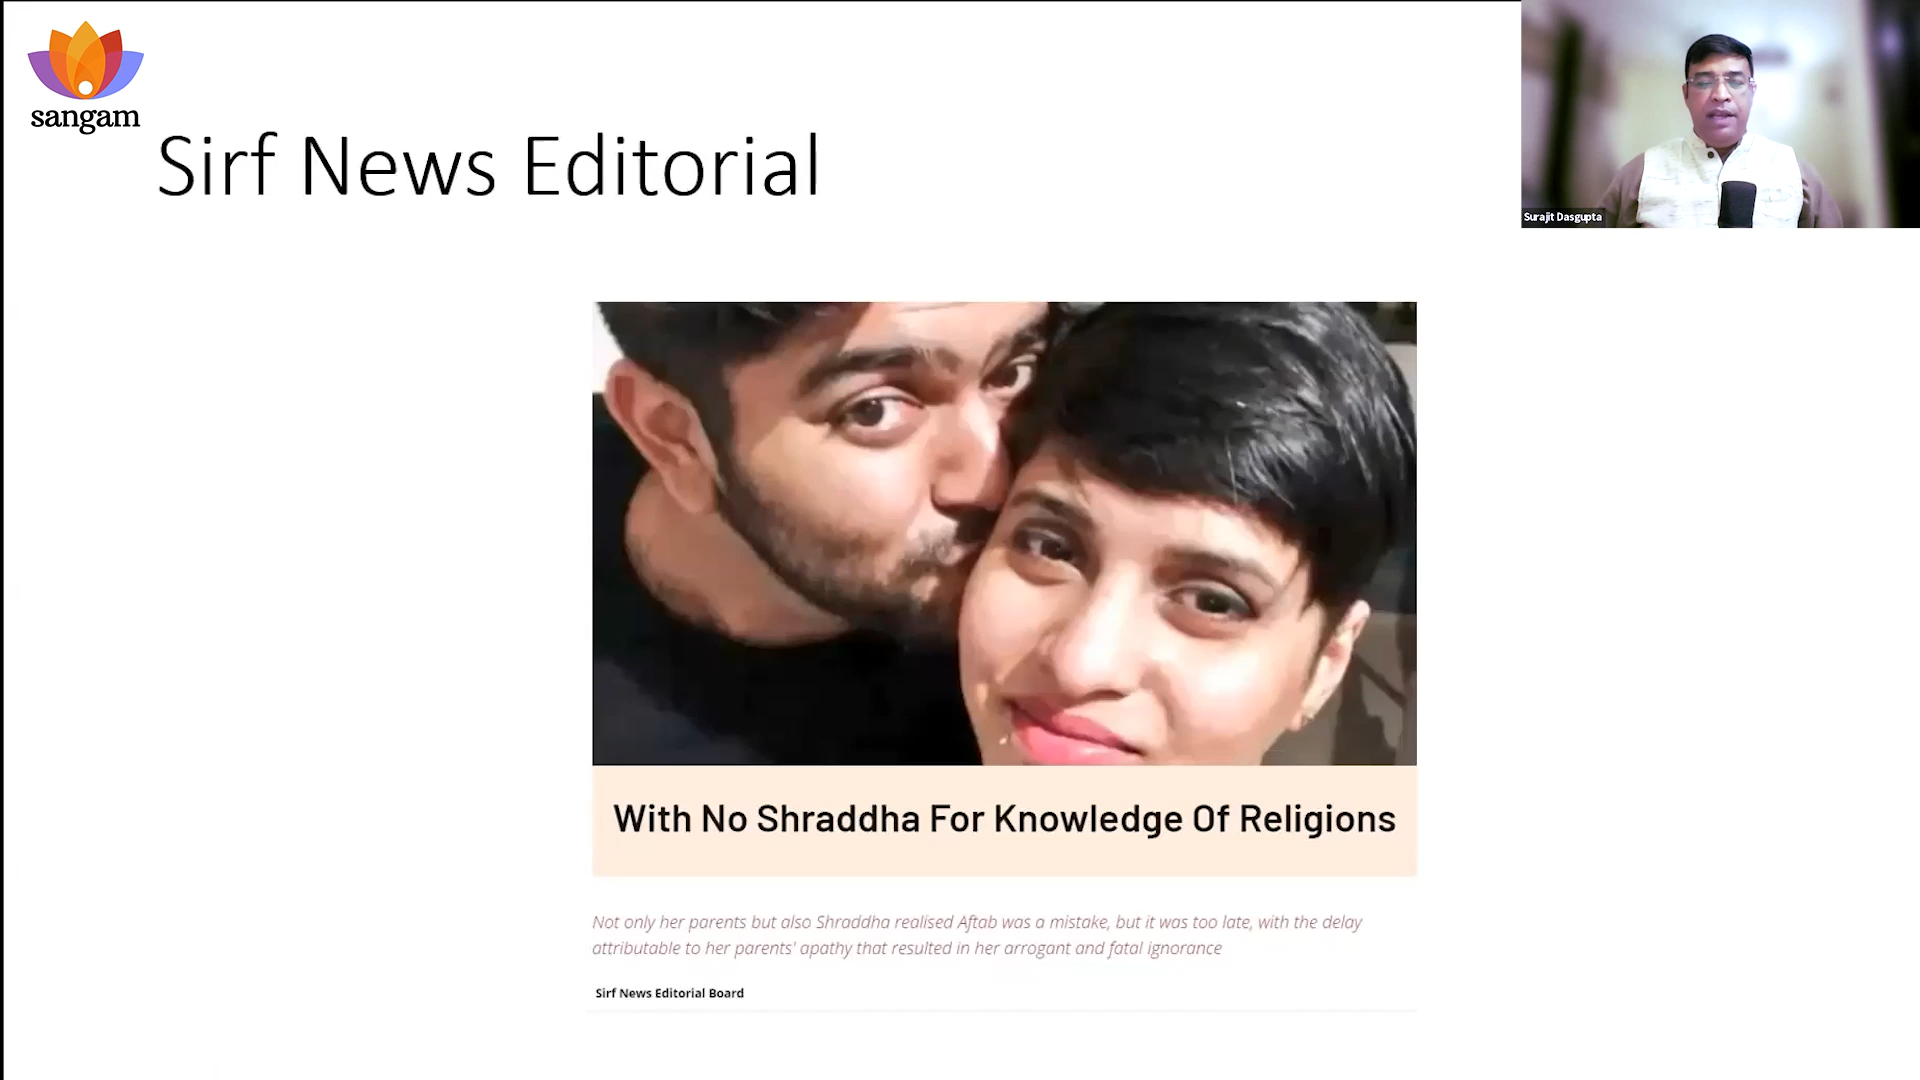 sangam
Sirf News Editorial
Surajit Dasgupta
With No Shraddha For Knowledge Of Religions
Not only her parents but also Shraddha realised Aftab was a mistake, but it was too late, with the delay
attributable to her parents' apathy that resulted in her arrogant and fatal ignorance
Sirf News Editorial Board